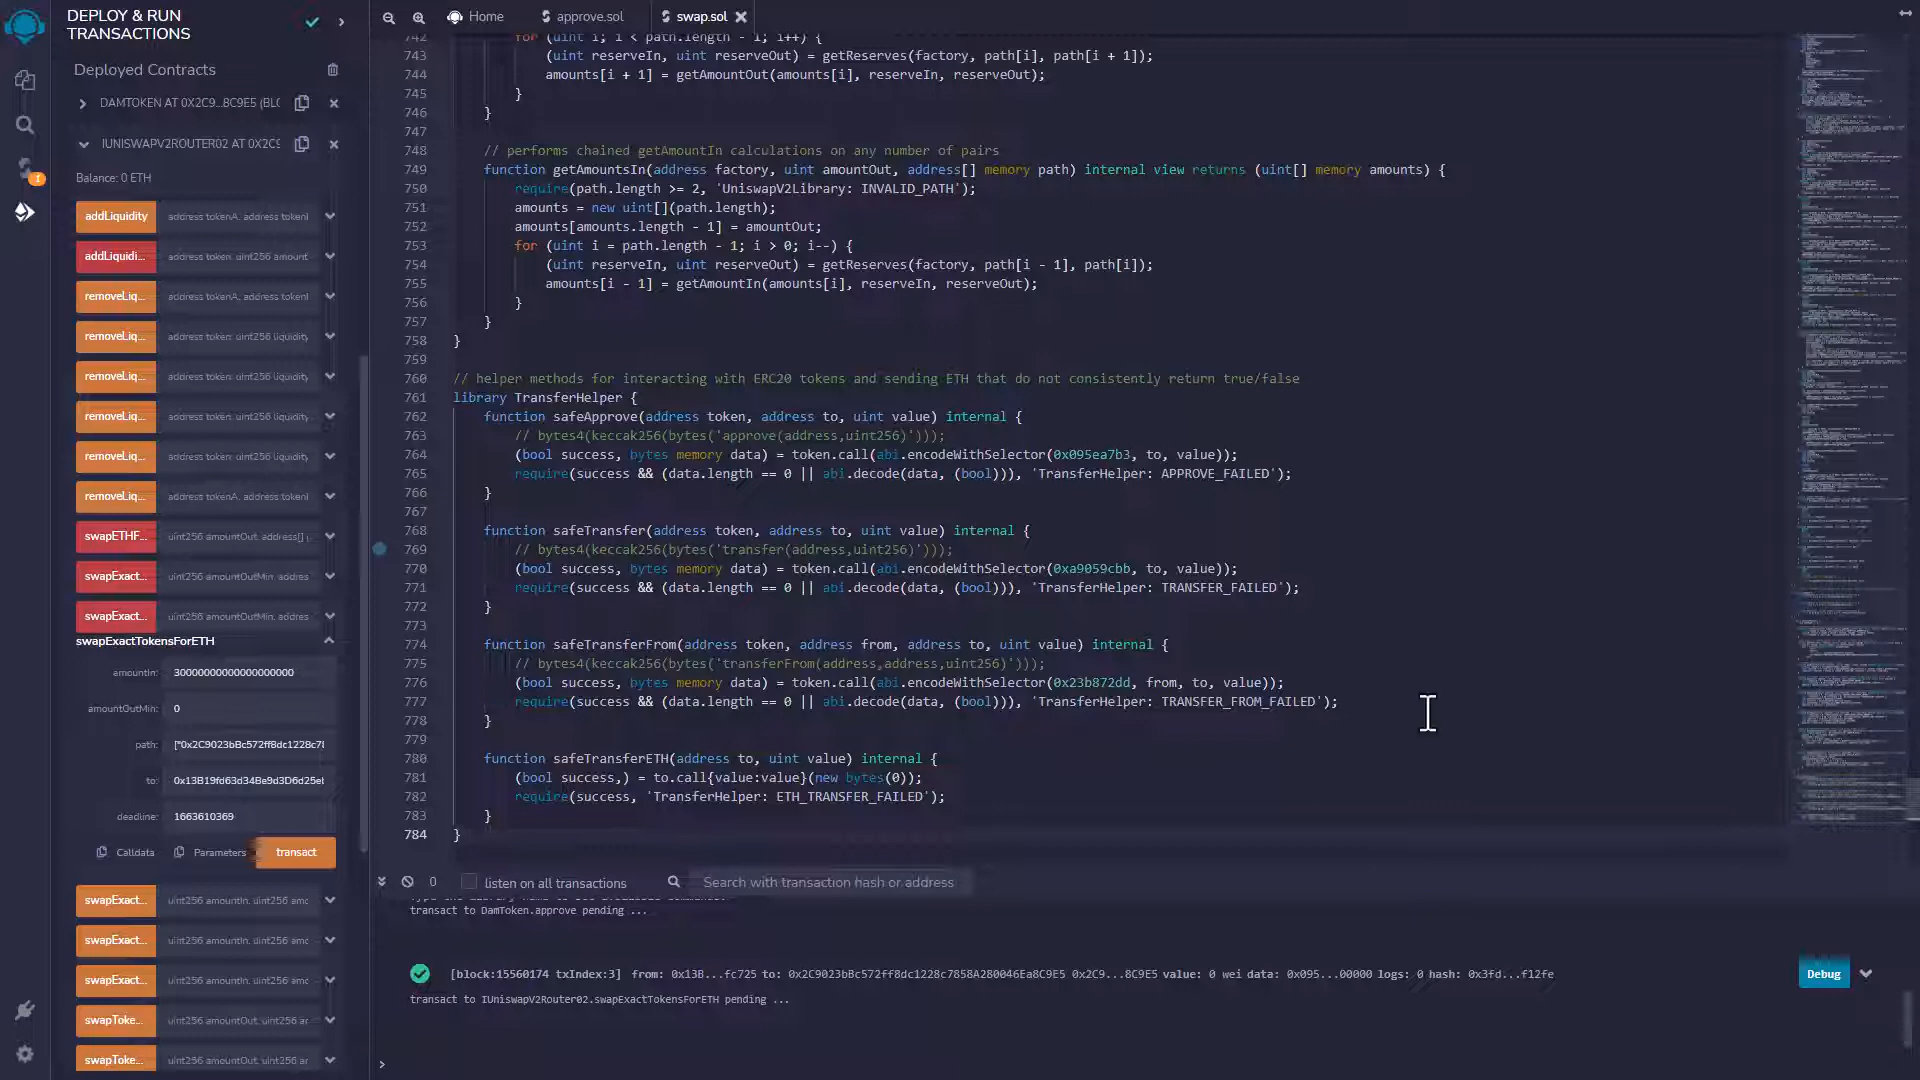 DEPLOY & RUN
TRANSACTIONS
Deployed Contracts
DAMTOKEN AT 0X2C9...8C9E5 (BLC
IUNISWAPV2ROUTER02 AT 0X2C9
Balance: 0 ETH
addLiquidity address tokenA, address tokenI
addLiquidi... address token, uint256 amount
removeLiq... address tokenA, address tokenI
removeLiq... address token, uint256 liquidity
removeLiq... address token, uint256 liquidity
removeLiq... address token, uint256 liquidity
removeLiq... address token, uint256 liquidity
removeLiq... address tokenA, address tokenI
swapETHF... uint256 amountOut, address[]
swapExact... uint256 amountOutMin, addres
swapExact... uint256 amountOutMin, addres
swapExactTokensForETH
amountIn: 
amountOutMin: 0
path: ["0x2C9023bBc572ff8dc1228c78
to: 0x13B19fd63d348e9d3D6d25eb
deadline: 1663610369
Calldata Parameters transact
swapExact... uint256 amountIn, uint256 amc
swapExact... uint256 amountIn, uint256 amc
swapExact... uint256 amountIn, uint256 amc
swapToke... uint256 amountOut, uint256 ar
swapToke... uint256 amountOut, uint256 ar
Home approve.sol swap.sol
742 for (uint i; i < path.length - 1; i++) {
743 (uint reserveIn, uint reserveOut) = getReserves(factory, path[i], path[i + 1]);
744 amounts[i + 1] = getAmountOut(amounts[i], reserveIn, reserveOut);
745 }
746 }
747
748 // performs chained getAmountIn calculations on any number of pairs
749 function getAmountsIn(address factory, uint amountOut, address[] memory path) internal view returns (uint[] memory amounts) {
750 require(path.length >= 2, 'UniswapV2Library: INVALID_PATH');
751 amounts = new uint[](path.length);
752 amounts[amounts.length - 1] = amountOut;
753 for (uint i = path.length - 1; i > 0; i--) {
754 (uint reserveIn, uint reserveOut) = getReserves(factory, path[i - 1], path[i]);
755 amounts[i - 1] = getAmountIn(amounts[i], reserveIn, reserveOut);
756 }
757 }
758 }
759
760 // helper methods for interacting with ERC20 tokens and sending ETH that do not consistently return true/false
761 library TransferHelper {
762 function safeApprove(address token, address to, uint value) internal {
763 // bytes4(keccak256(bytes('approve(address,uint256)')));
764 (bool success, bytes memory data) = token.call(abi.encodeWithSelector(0x095ea7b3, to, value));
765 require(success && (data.length == 0 || abi.decode(data, (bool))), 'TransferHelper: APPROVE_FAILED');
766 }
767
768 function safeTransfer(address token, address to, uint value) internal {
769 // bytes4(keccak256(bytes('transfer(address,uint256)')));
770 (bool success, bytes memory data) = token.call(abi.encodeWithSelector(0xa9059cbb, to, value));
771 require(success && (data.length == 0 || abi.decode(data, (bool))), 'TransferHelper: TRANSFER_FAILED');
772 }
773
774 function safeTransferFrom(address token, address from, address to, uint value) internal {
775 // bytes4(keccak256(bytes('transferFrom(address,address,uint256)')));
776 (bool success, bytes memory data) = token.call(abi.encodeWithSelector(0x23b872dd, from, to, value));
777 require(success && (data.length == 0 || abi.decode(data, (bool))), 'TransferHelper: TRANSFER_FROM_FAILED');
778 }
779
780 function safeTransferETH(address to, uint value) internal {
781 (bool success,) = to.call{value:value}(new bytes(0));
782 require(success, 'TransferHelper: ETH_TRANSFER_FAILED');
783 }
784 }
0 listen on all transactions Search with transaction hash or address
transact to DamToken.approve pending ...
[block:15560174 txIndex:3] from: 0x13B...fc725 to: 0x2C9023bBc572ff8dc1228c7858A280046Ea8C9E5 0x2C9...8C9E5 value: 0 wei data: 0x095...00000 logs: 0 hash: 0x3fd...f12fe
Debug
transact to IUniswapV2Router02.swapExactTokensForETH pending ...
>